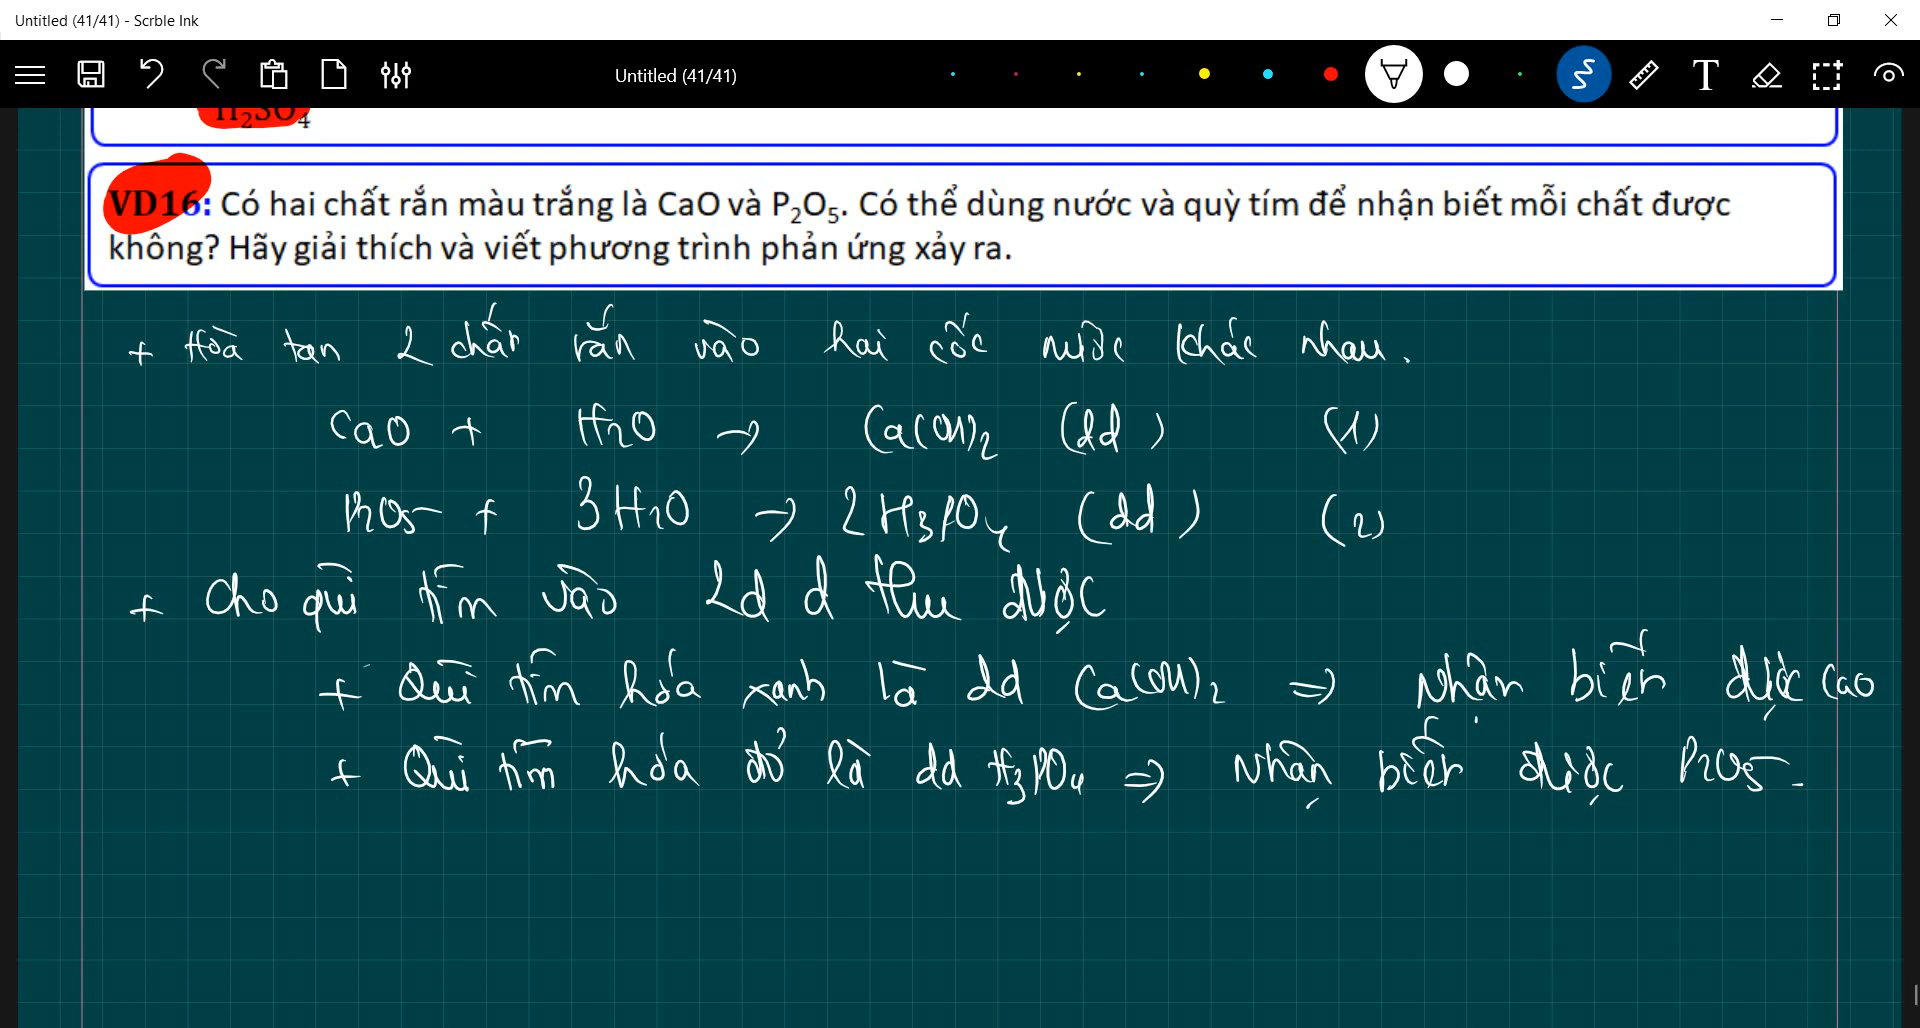 Untitled (41/41) - Scrble Ink
Untitled (41/41)
H₂SO₄
VD16: Có hai chất rắn màu trắng là CaO và P₂O₅. Có thể dùng nước và quỳ tím để nhận biết mỗi chất được
không? Hãy giải thích và viết phương trình phản ứng xảy ra.
+ Hòa tan 2 chất rắn vào hai cốc nước khác nhau.
CaO + H₂O → Ca(OH)₂ (dd) (1)
P₂O₅ + 3H₂O → 2H₃PO₄ (dd) (2)
+ Cho quì tím vào 2dd thu được
+ Quì tím hóa xanh là dd Ca(OH)₂ ⇒ Nhận biết được CaO
+ Quì tím hóa đỏ là dd H₃PO₄ ⇒ Nhận biết được P₂O₅.